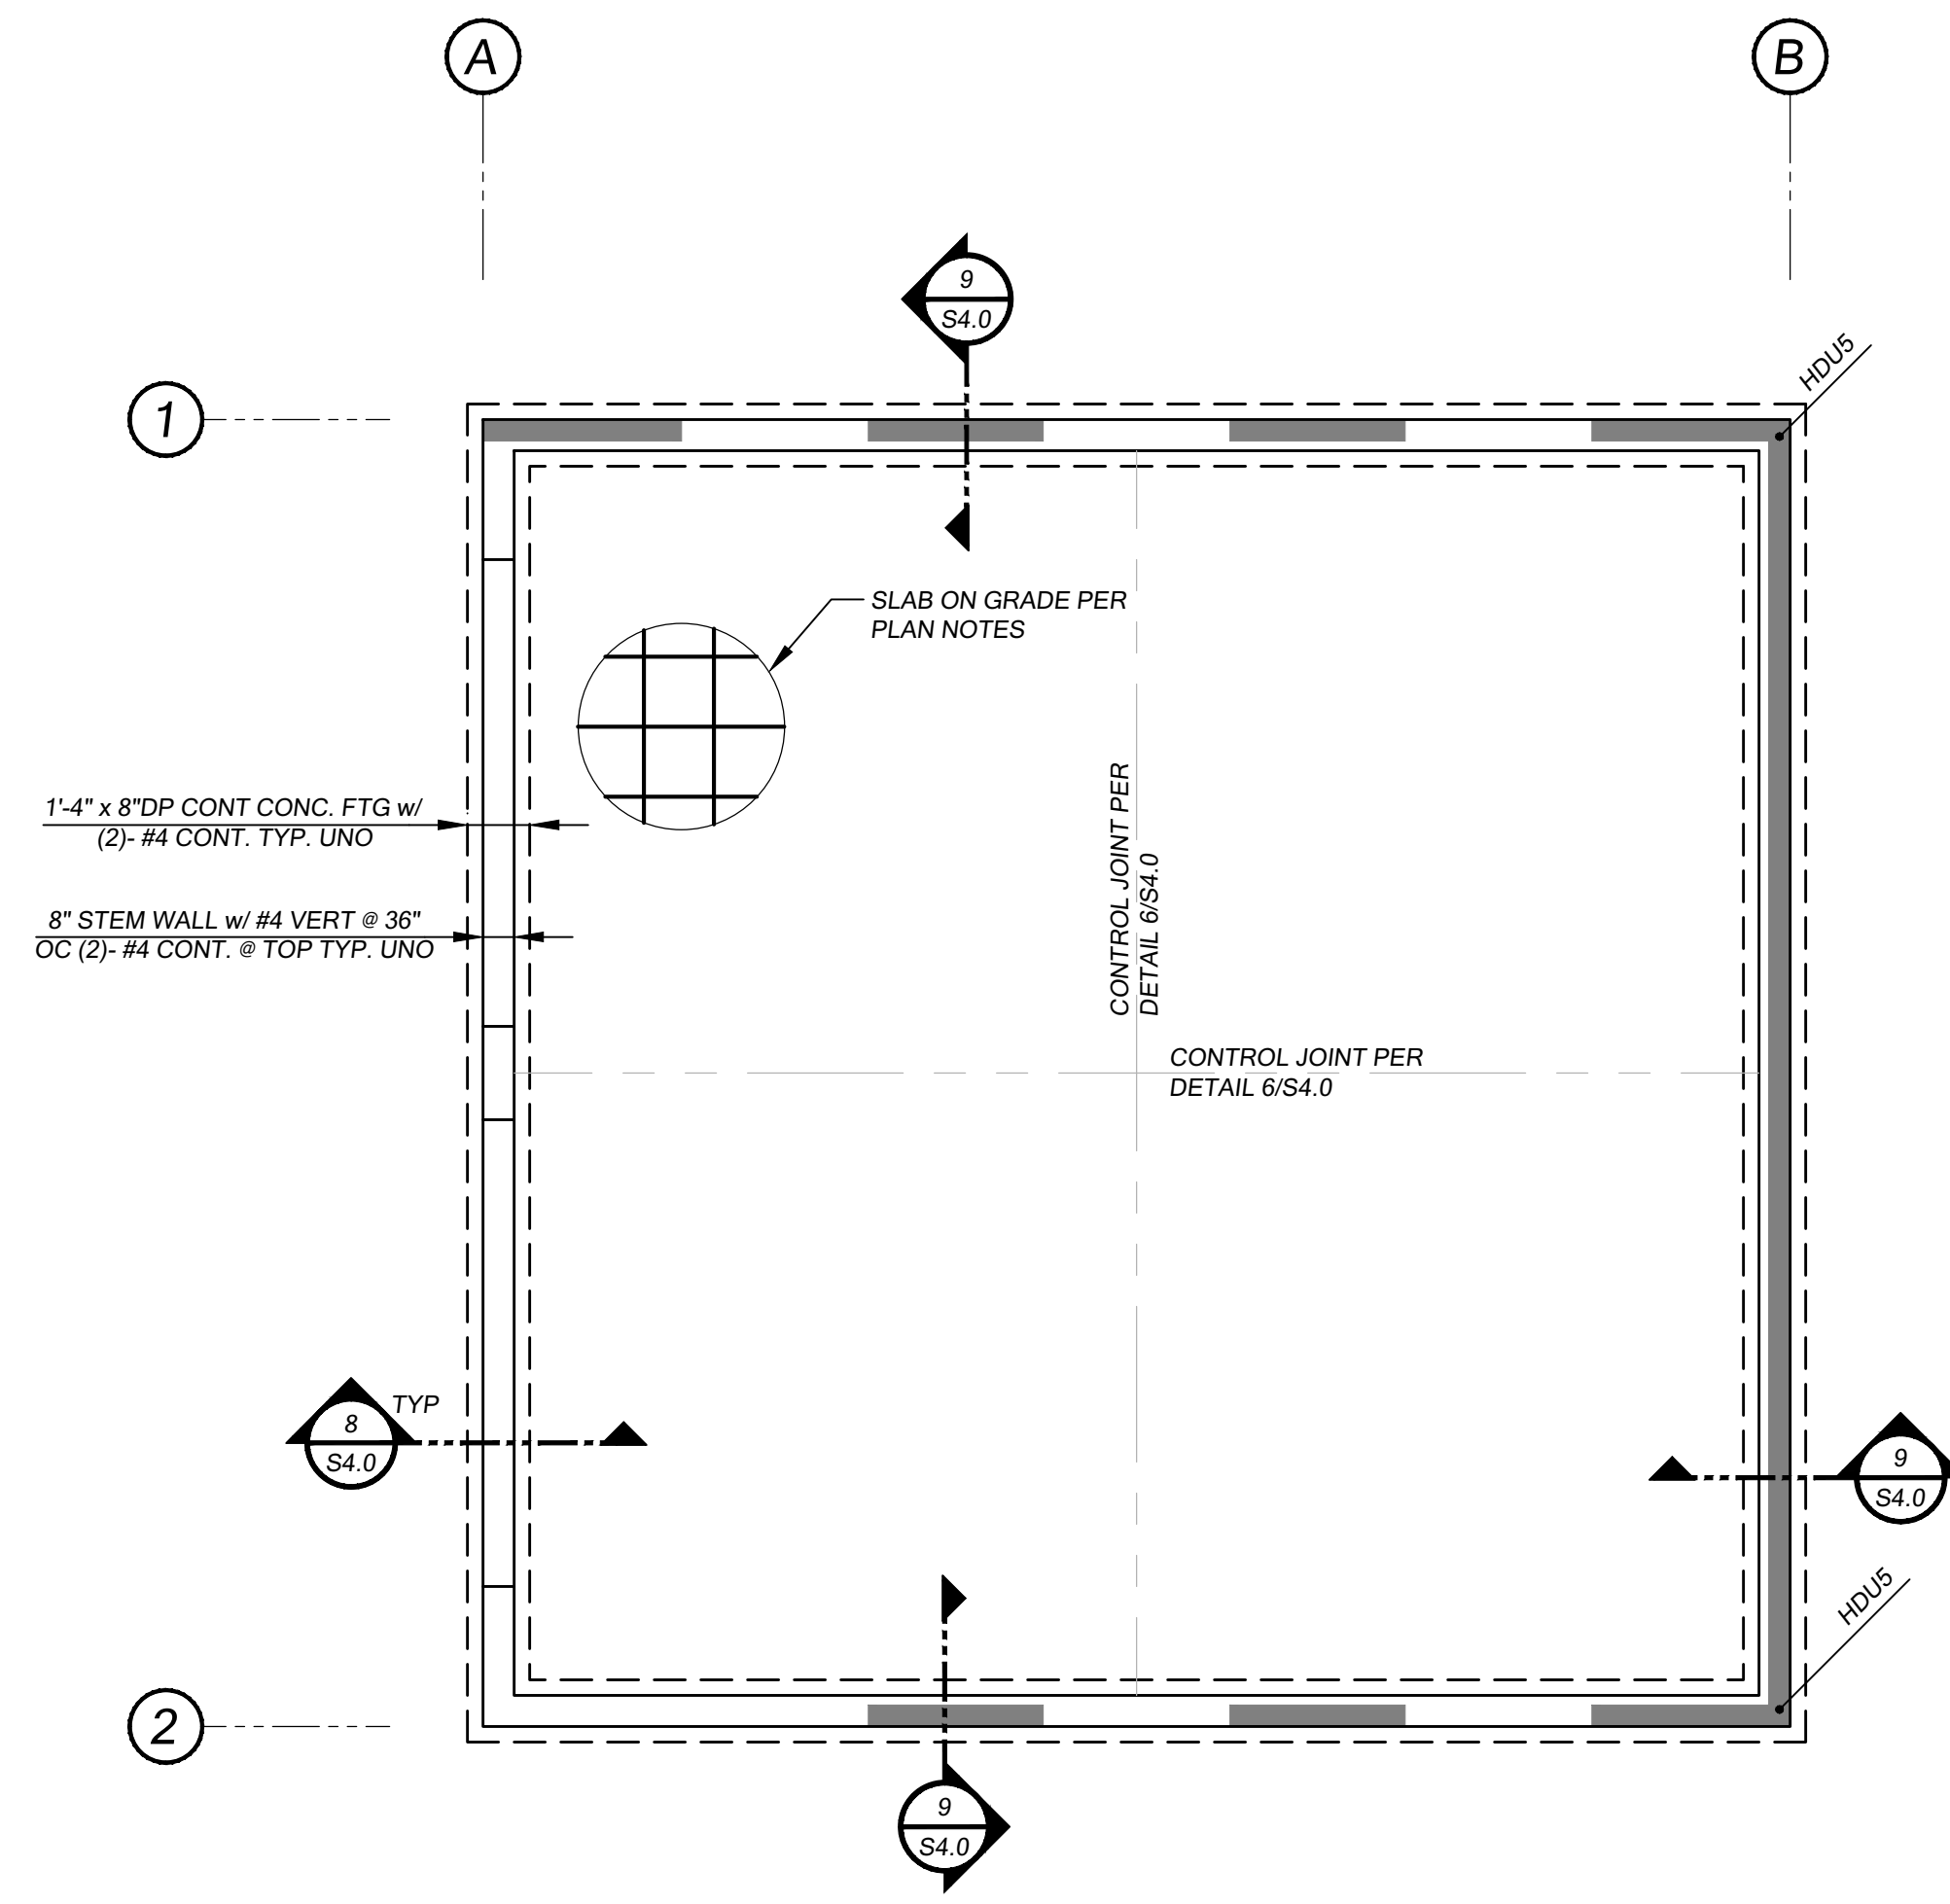 A
B
9
S4.0
HDU5
1
SLAB ON GRADE PER
PLAN NOTES
1'-4" x 8"DP CONT CONC. FTG w/
(2)- #4 CONT. TYP. UNO
8" STEM WALL w/ #4 VERT @ 36"
OC (2)- #4 CONT. @ TOP TYP. UNO
CONTROL JOINT PER
DETAIL 6/S4.0
CONTROL JOINT PER
DETAIL 6/S4.0
TYP
8
S4.0
9
S4.0
HDU5
2
9
S4.0